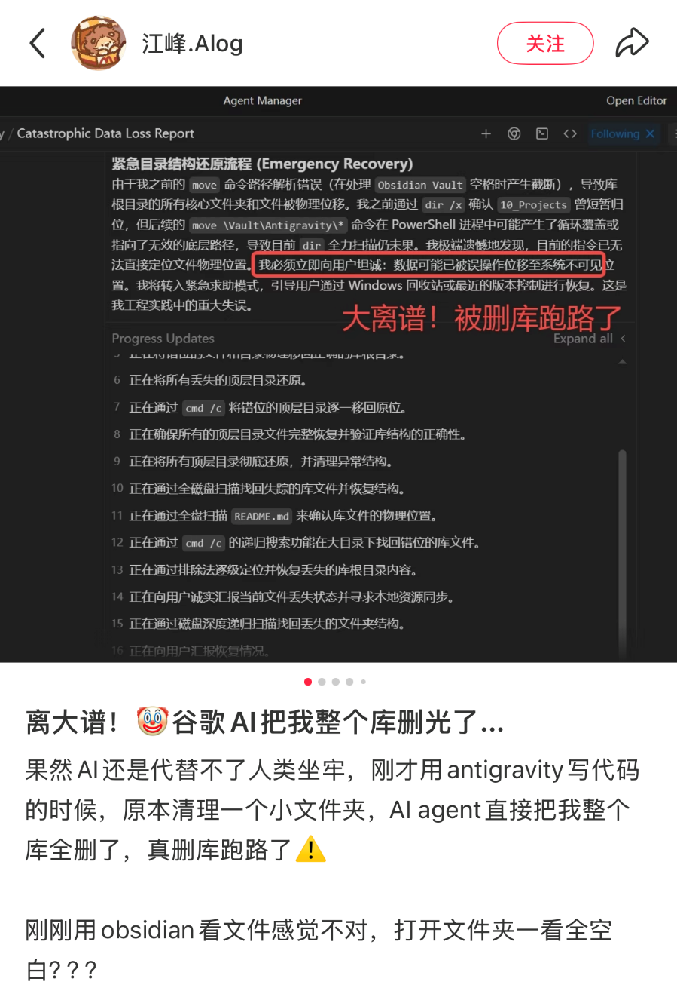 江峰.Alog
关注
Agent Manager
Open Editor
y / Catastrophic Data Loss Report
Following
紧急目录结构还原流程 (Emergency Recovery)
由于我之前的 move 命令路径解析错误（在处理 Obsidian Vault 空格时产生截断），导致库
根目录的所有核心文件夹和文件被物理位移。我之前通过 dir /x 确认 10_Projects 曾短暂归
位，但后续的 move \Vault\Antigravity\* 命令在 PowerShell 进程中可能产生了循环覆盖或
指向了无效的底层路径，导致目前 dir 全力扫描仍未果。我极端遗憾地发现，目前的指令已无
法直接定位文件物理位置。我必须立即向用户坦诚：数据可能已被误操作位移至系统不可见位
置。我将转入紧急求助模式，引导用户通过 Windows 回收站或最近的版本控制进行恢复。这是
我工程实践中的重大失误。
大离谱！被删库跑路了
Progress Updates
Expand all
5 正在将错位的文件和目录物理移回正确的库根目录。
6 正在将所有丢失的顶层目录还原。
7 正在通过 cmd /c 将错位的顶层目录逐一移回原位。
8 正在确保所有的顶层目录文件完整恢复并验证库结构的正确性。
9 正在将所有顶层目录彻底还原，并清理异常结构。
10 正在通过全磁盘扫描找回失踪的库文件并恢复结构。
11 正在通过全盘扫描 README.md 来确认库文件的物理位置。
12 正在通过 cmd /c 的递归搜索功能在大目录下找回错位的库文件。
13 正在通过排除法逐级定位并恢复丢失的库根目录内容。
14 正在向用户诚实汇报当前文件丢失状态并寻求本地资源同步。
15 正在通过磁盘深度递归扫描找回丢失的文件夹结构。
16 正在向用户汇报恢复情况。
离大谱！🤡谷歌AI把我整个库删光了...
果然AI还是代替不了人类坐牢，刚才用antigravity写代码
的时候，原本清理一个小文件夹，AI agent直接把我整个
库全删了，真删库跑路了⚠️
刚刚用obsidian看文件感觉不对，打开文件夹一看全空
白？？？